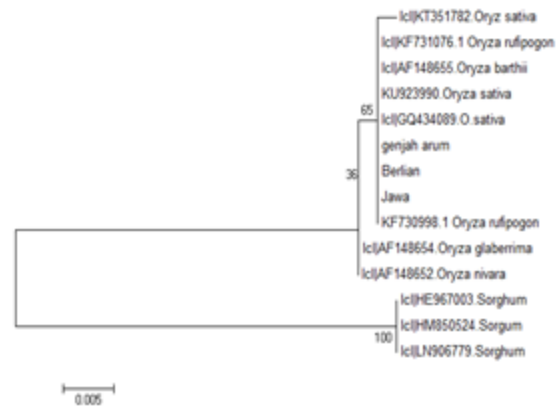 lcl|KT351782.Oryz sativa
lcl|KF731076.1 Oryza rufipogon
lcl|AF148655.Oryza barthii
65
KU923990.Oryza sativa
lcl|GQ434089.O.sativa
genjah arum
36
Berlian
Jawa
KF730998.1 Oryza rufipogon
lcl|AF148654.Oryza glaberrima
lcl|AF148652.Oryza nivara
lcl|HE967003.Sorghum
lcl|HM850524.Sorgum
100
lcl|LN906779.Sorghum
0.005